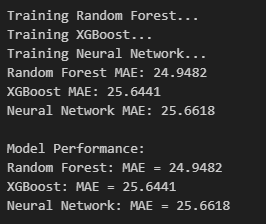 Training Random Forest...
Training XGBoost...
Training Neural Network...
Random Forest MAE: 24.9482
XGBoost MAE: 25.6441
Neural Network MAE: 25.6618

Model Performance:
Random Forest: MAE = 24.9482
XGBoost: MAE = 25.6441
Neural Network: MAE = 25.6618